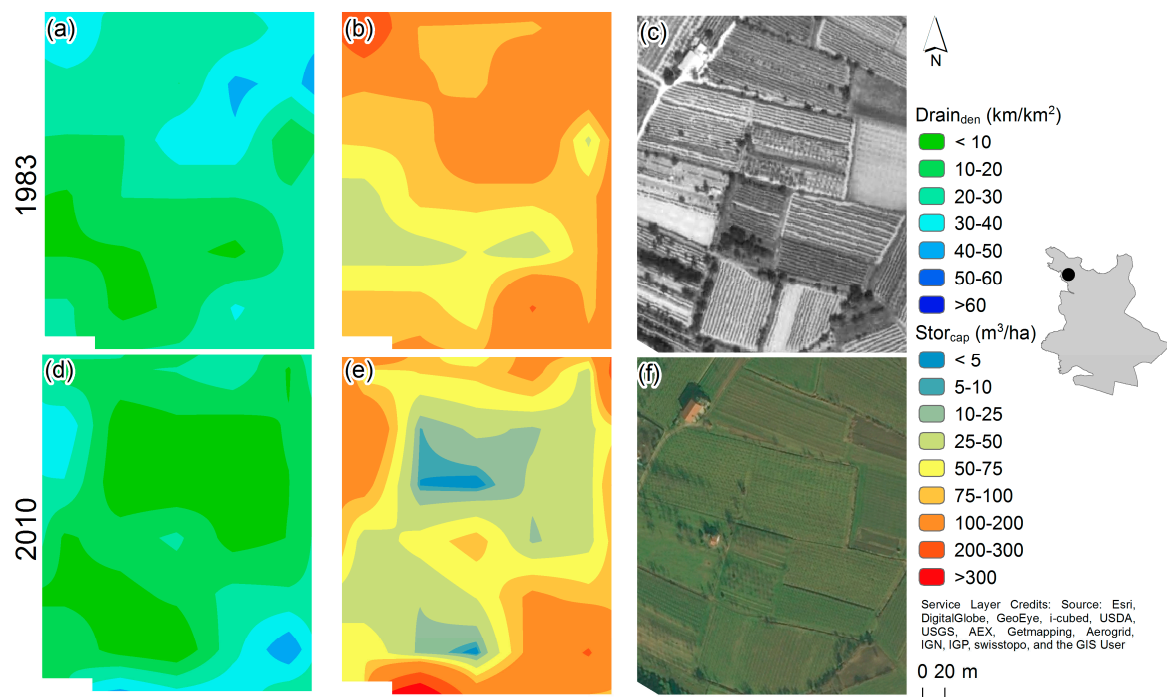 (a)
(b)
(c)
N
1983
Drainden (km/km2)
< 10
10-20
20-30
30-40
40-50
50-60
>60
Storcap (m3/ha)
< 5
5-10
10-25
25-50
50-75
75-100
100-200
200-300
>300
(d)
(e)
(f)
2010
Service Layer Credits: Source: Esri,
DigitalGlobe, GeoEye, i-cubed, USDA,
USGS, AEX, Getmapping, Aerogrid,
IGN, IGP, swisstopo, and the GIS User
0 20 m